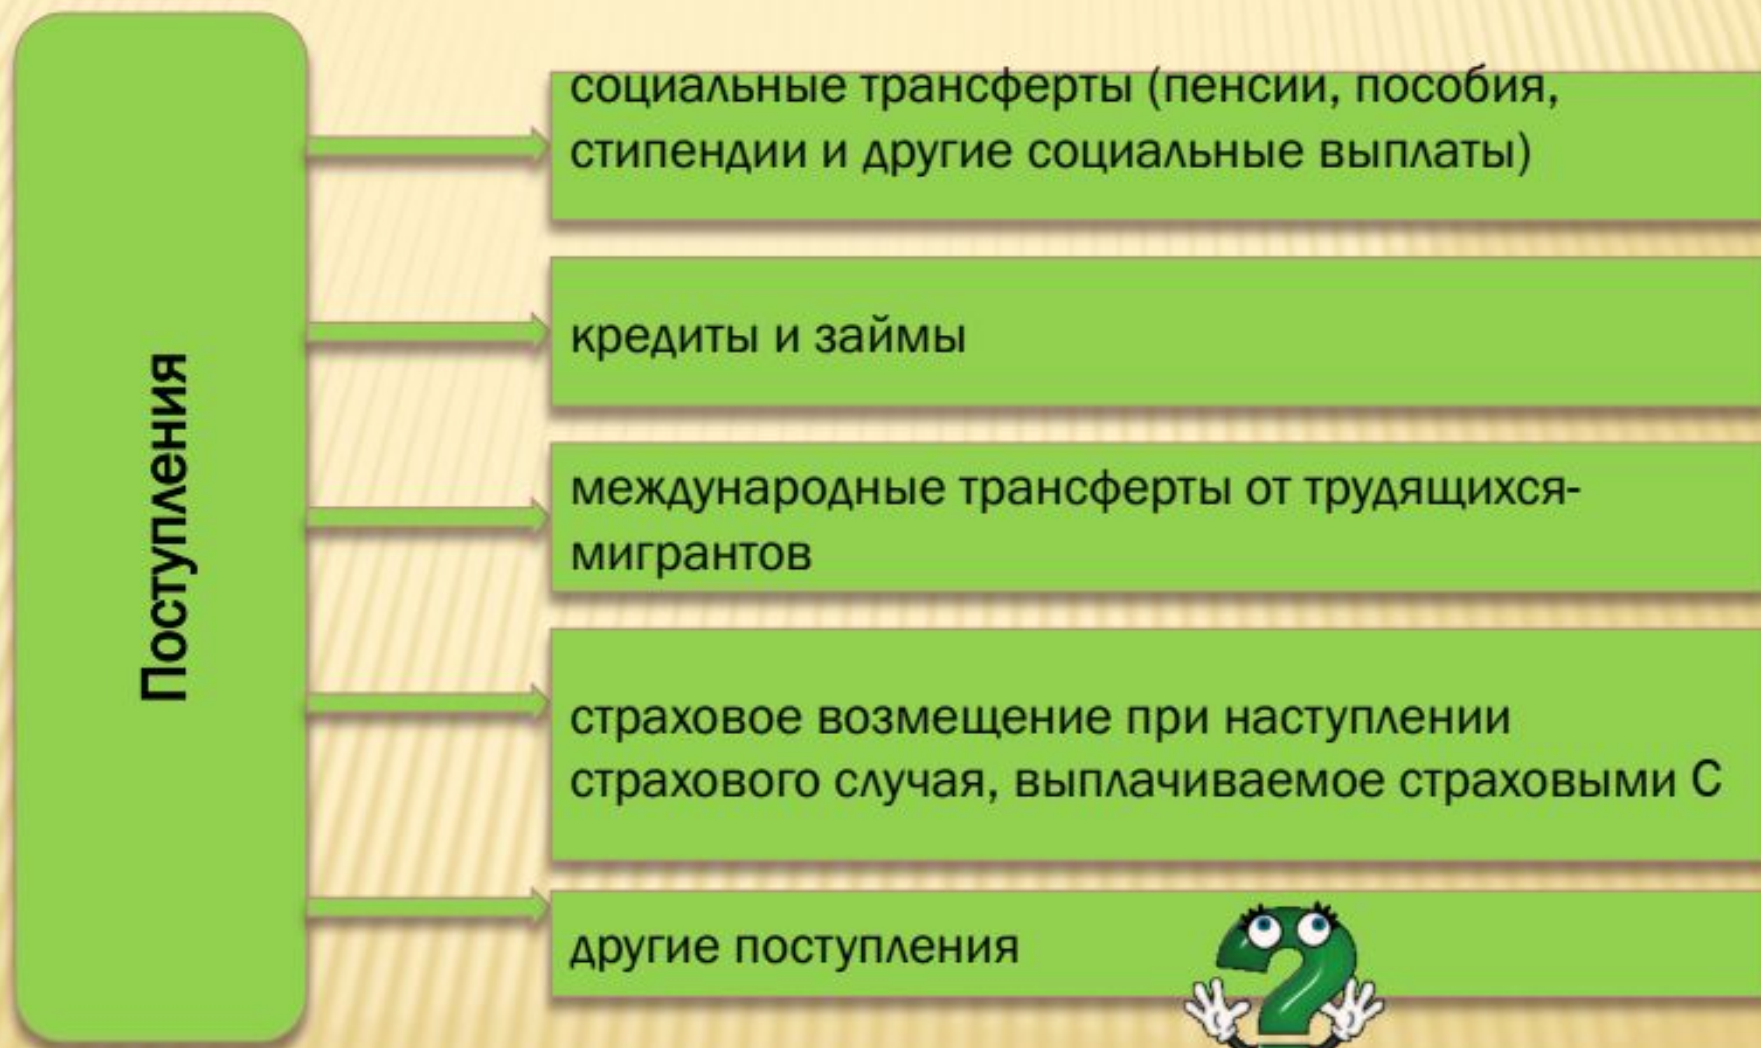 Поступления
социальные трансферты (пенсии, пособия,
стипендии и другие социальные выплаты)
кредиты и займы
международные трансферты от трудящихся-
мигрантов
страховое возмещение при наступлении
страхового случая, выплачиваемое страховыми С
другие поступления